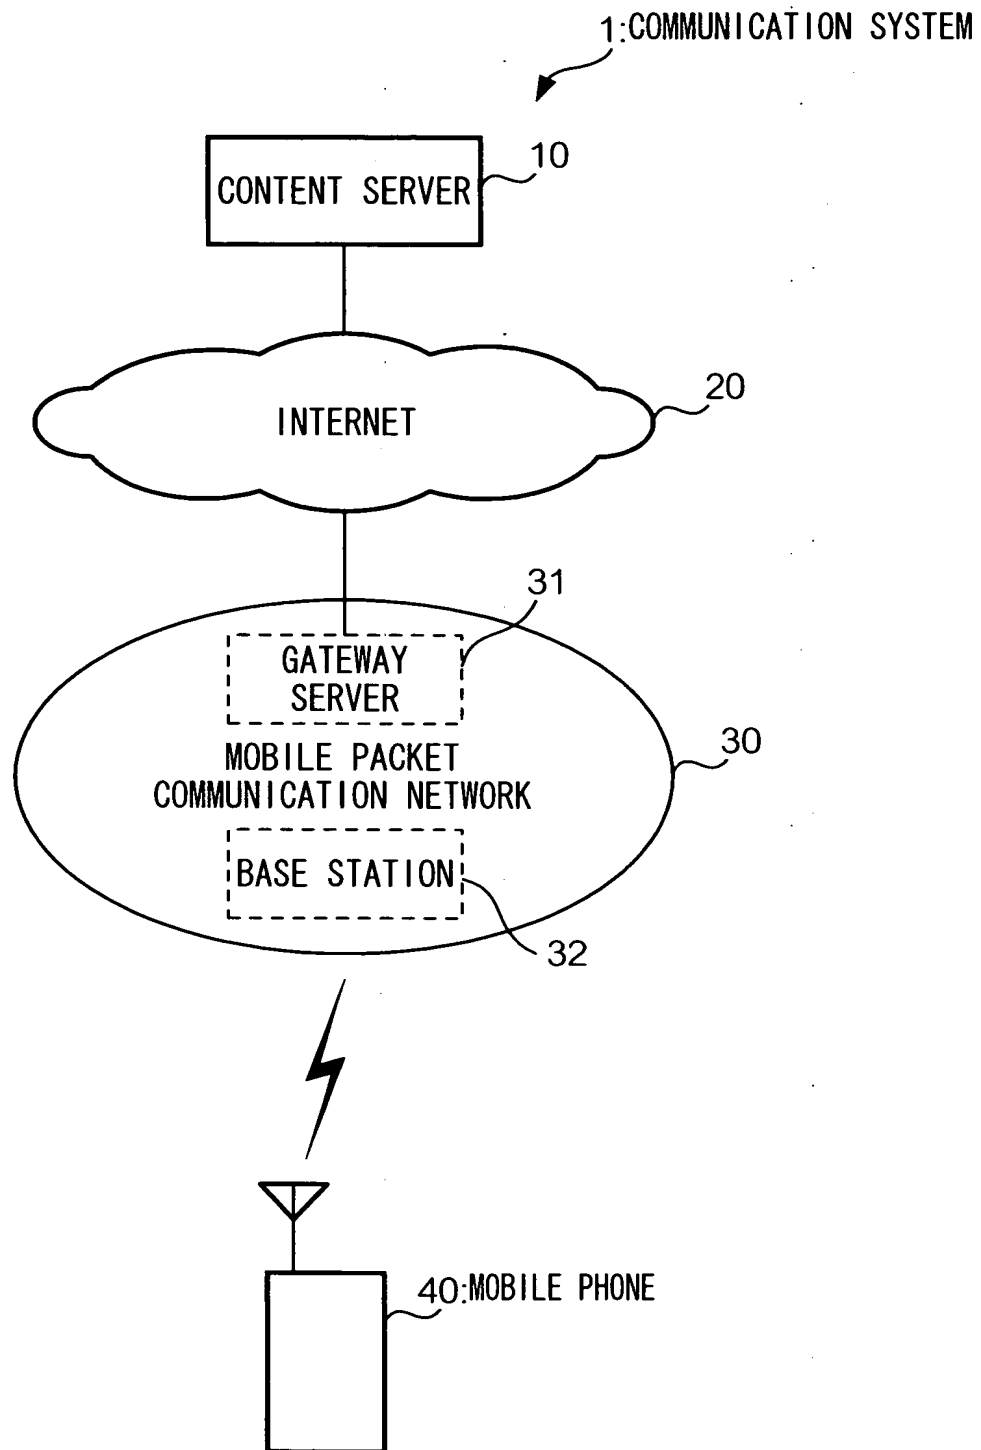 1:COMMUNICATION SYSTEM
10
CONTENT SERVER
20
INTERNET
31
GATEWAY
SERVER
30
MOBILE PACKET
COMMUNICATION NETWORK
BASE STATION
32
40:MOBILE PHONE